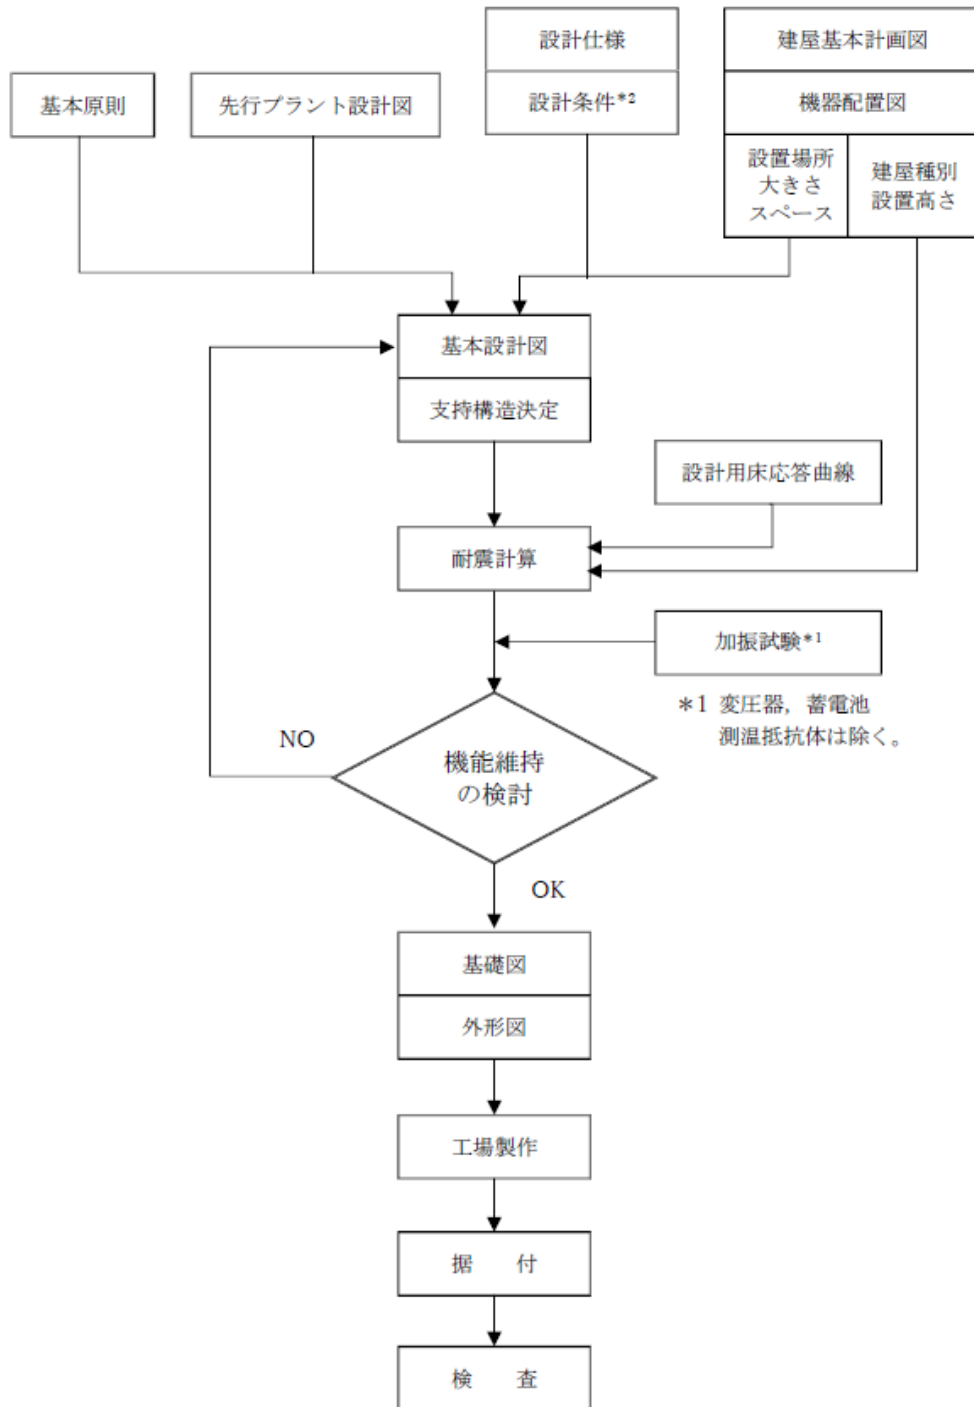 設計仕様
建屋基本計画図
基本原則
先行プラント設計図
設計条件*2
機器配置図
設置場所
大きさ
スペース
建屋種別
設置高さ
基本設計図
支持構造決定
設計用床応答曲線
耐震計算
加振試験*1
*1 変圧器，蓄電池
測温抵抗体は除く。
NO
機能維持
の検討
OK
基礎図
外形図
工場製作
据　　付
検　　査